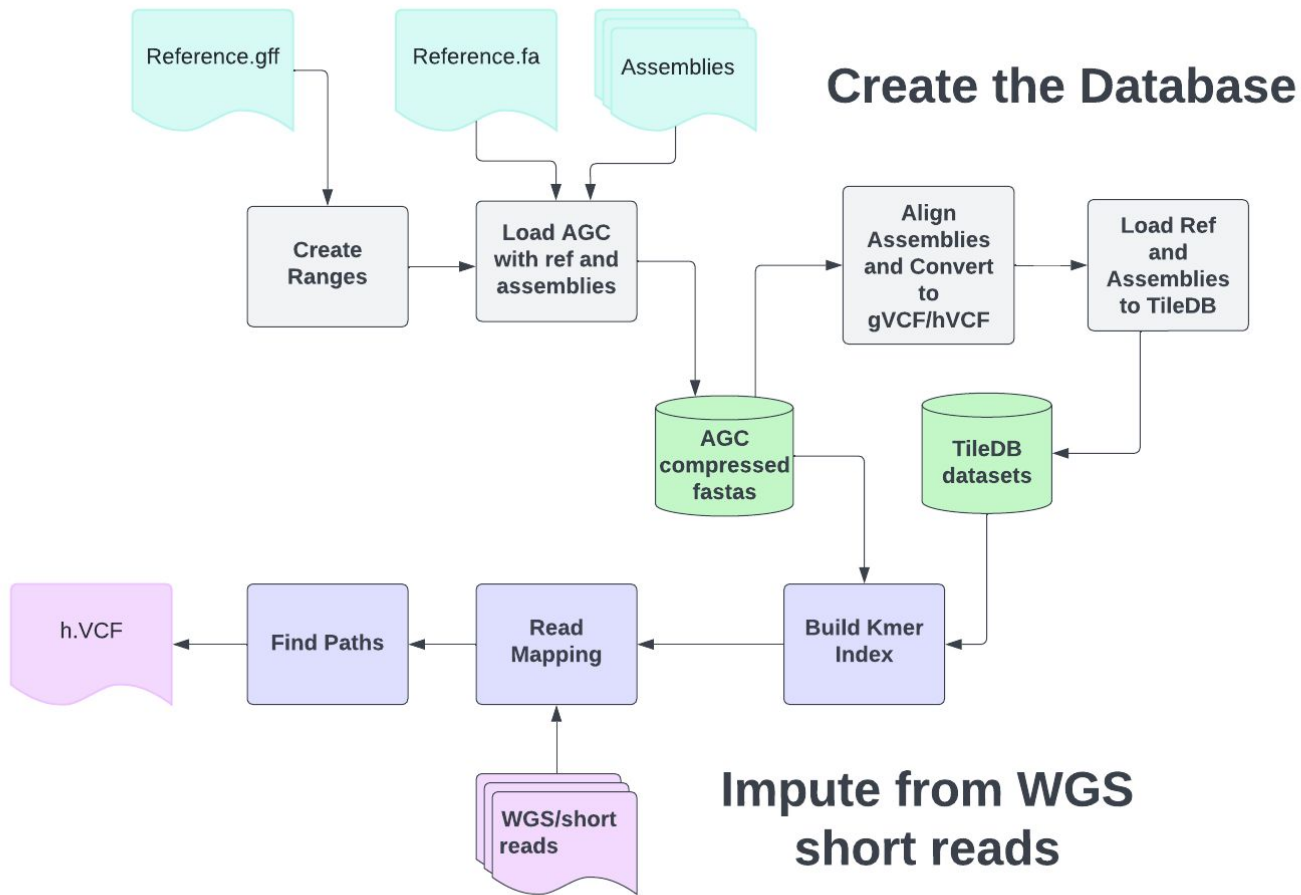 Reference.gff
Reference.fa
Assemblies
Create the Database
Create
Ranges
Load AGC
with ref and
assemblies
Align
Assemblies
and Convert
to
gVCF/hVCF
Load Ref
and
Assemblies
to TileDB
AGC
compressed
fastas
TileDB
datasets
h.VCF
Find Paths
Read
Mapping
Build Kmer
Index
WGS/short
reads
Impute from WGS
short reads